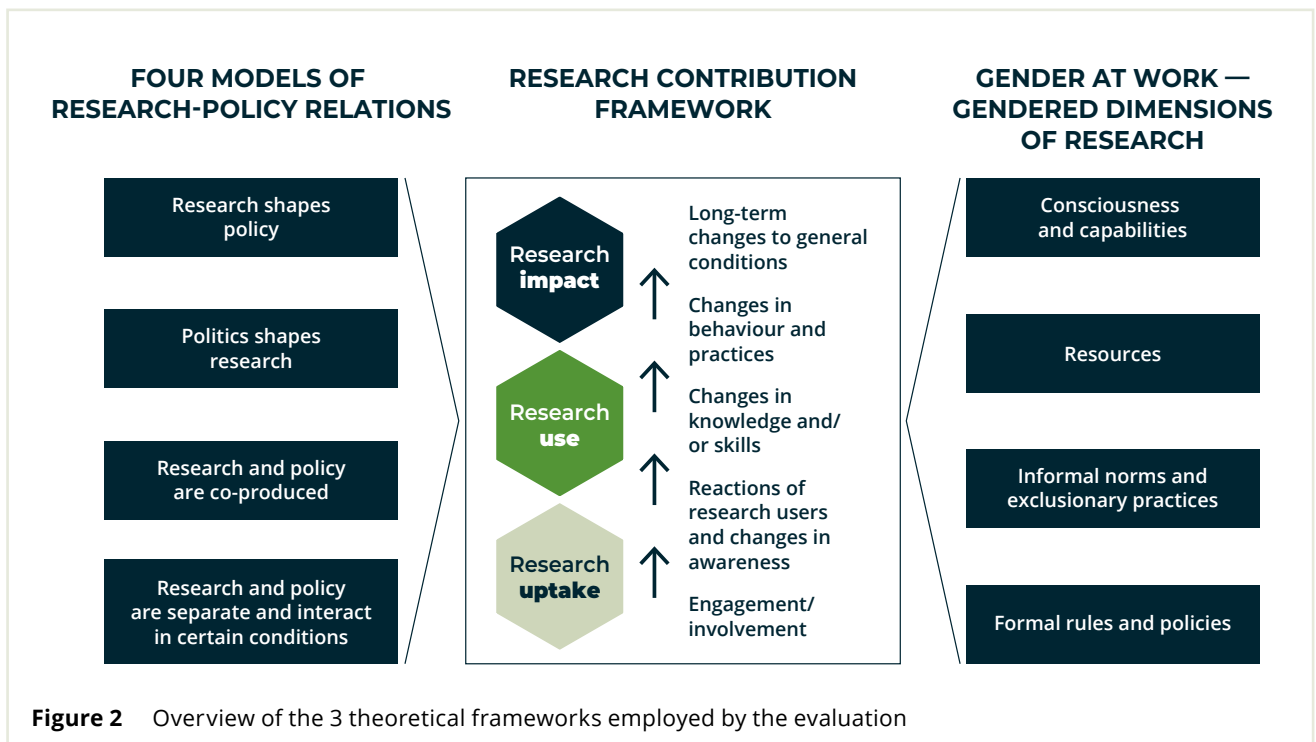 FOUR MODELS OF
RESEARCH-POLICY RELATIONS
Research shapes
policy
Politics shapes
research
Research and policy
are co-produced
Research and policy
are separate and interact
in certain conditions
RESEARCH CONTRIBUTION
FRAMEWORK
Research
impact
Research
use
Research
uptake
Long-term
changes to general
conditions
Changes in
behaviour and
practices
Changes in
knowledge and/
or skills
Reactions of
research users
and changes in
awareness
Engagement/
involvement
GENDER AT WORK —
GENDERED DIMENSIONS
OF RESEARCH
Consciousness
and capabilities
Resources
Informal norms and
exclusionary practices
Formal rules and policies
Figure 2 Overview of the 3 theoretical frameworks employed by the evaluation